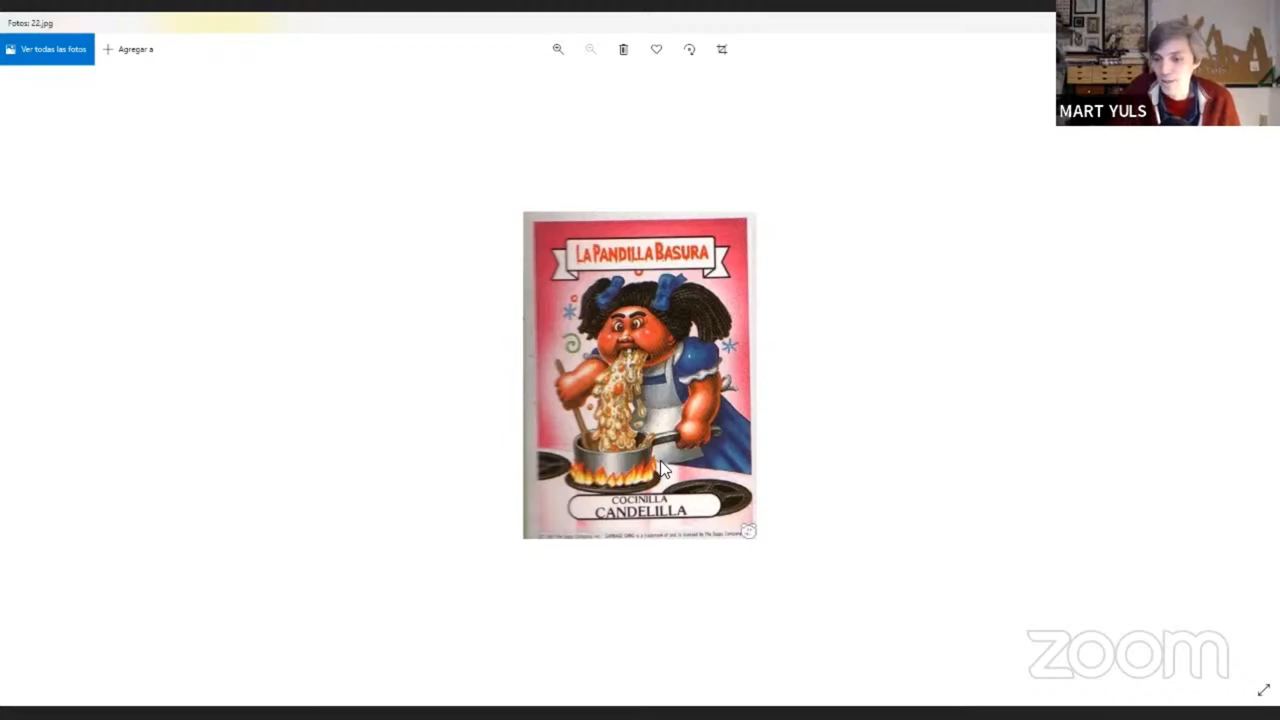 Fotos: 22.jpg
Ver todas las fotos
Agregar a
MART YULS
LA PANDILLA BASURA
COCINILLA
CANDELILLA
zoom